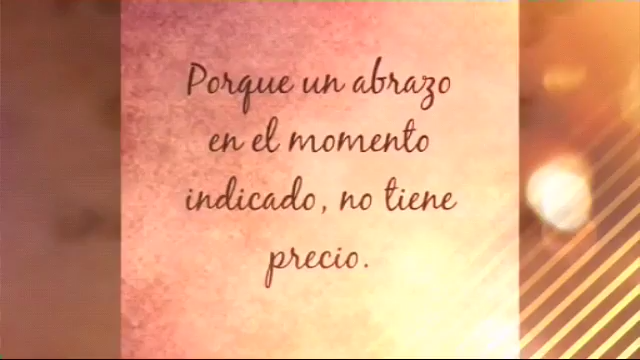 Porque un abrazo
en el momento
indicado, no tiene
precio.